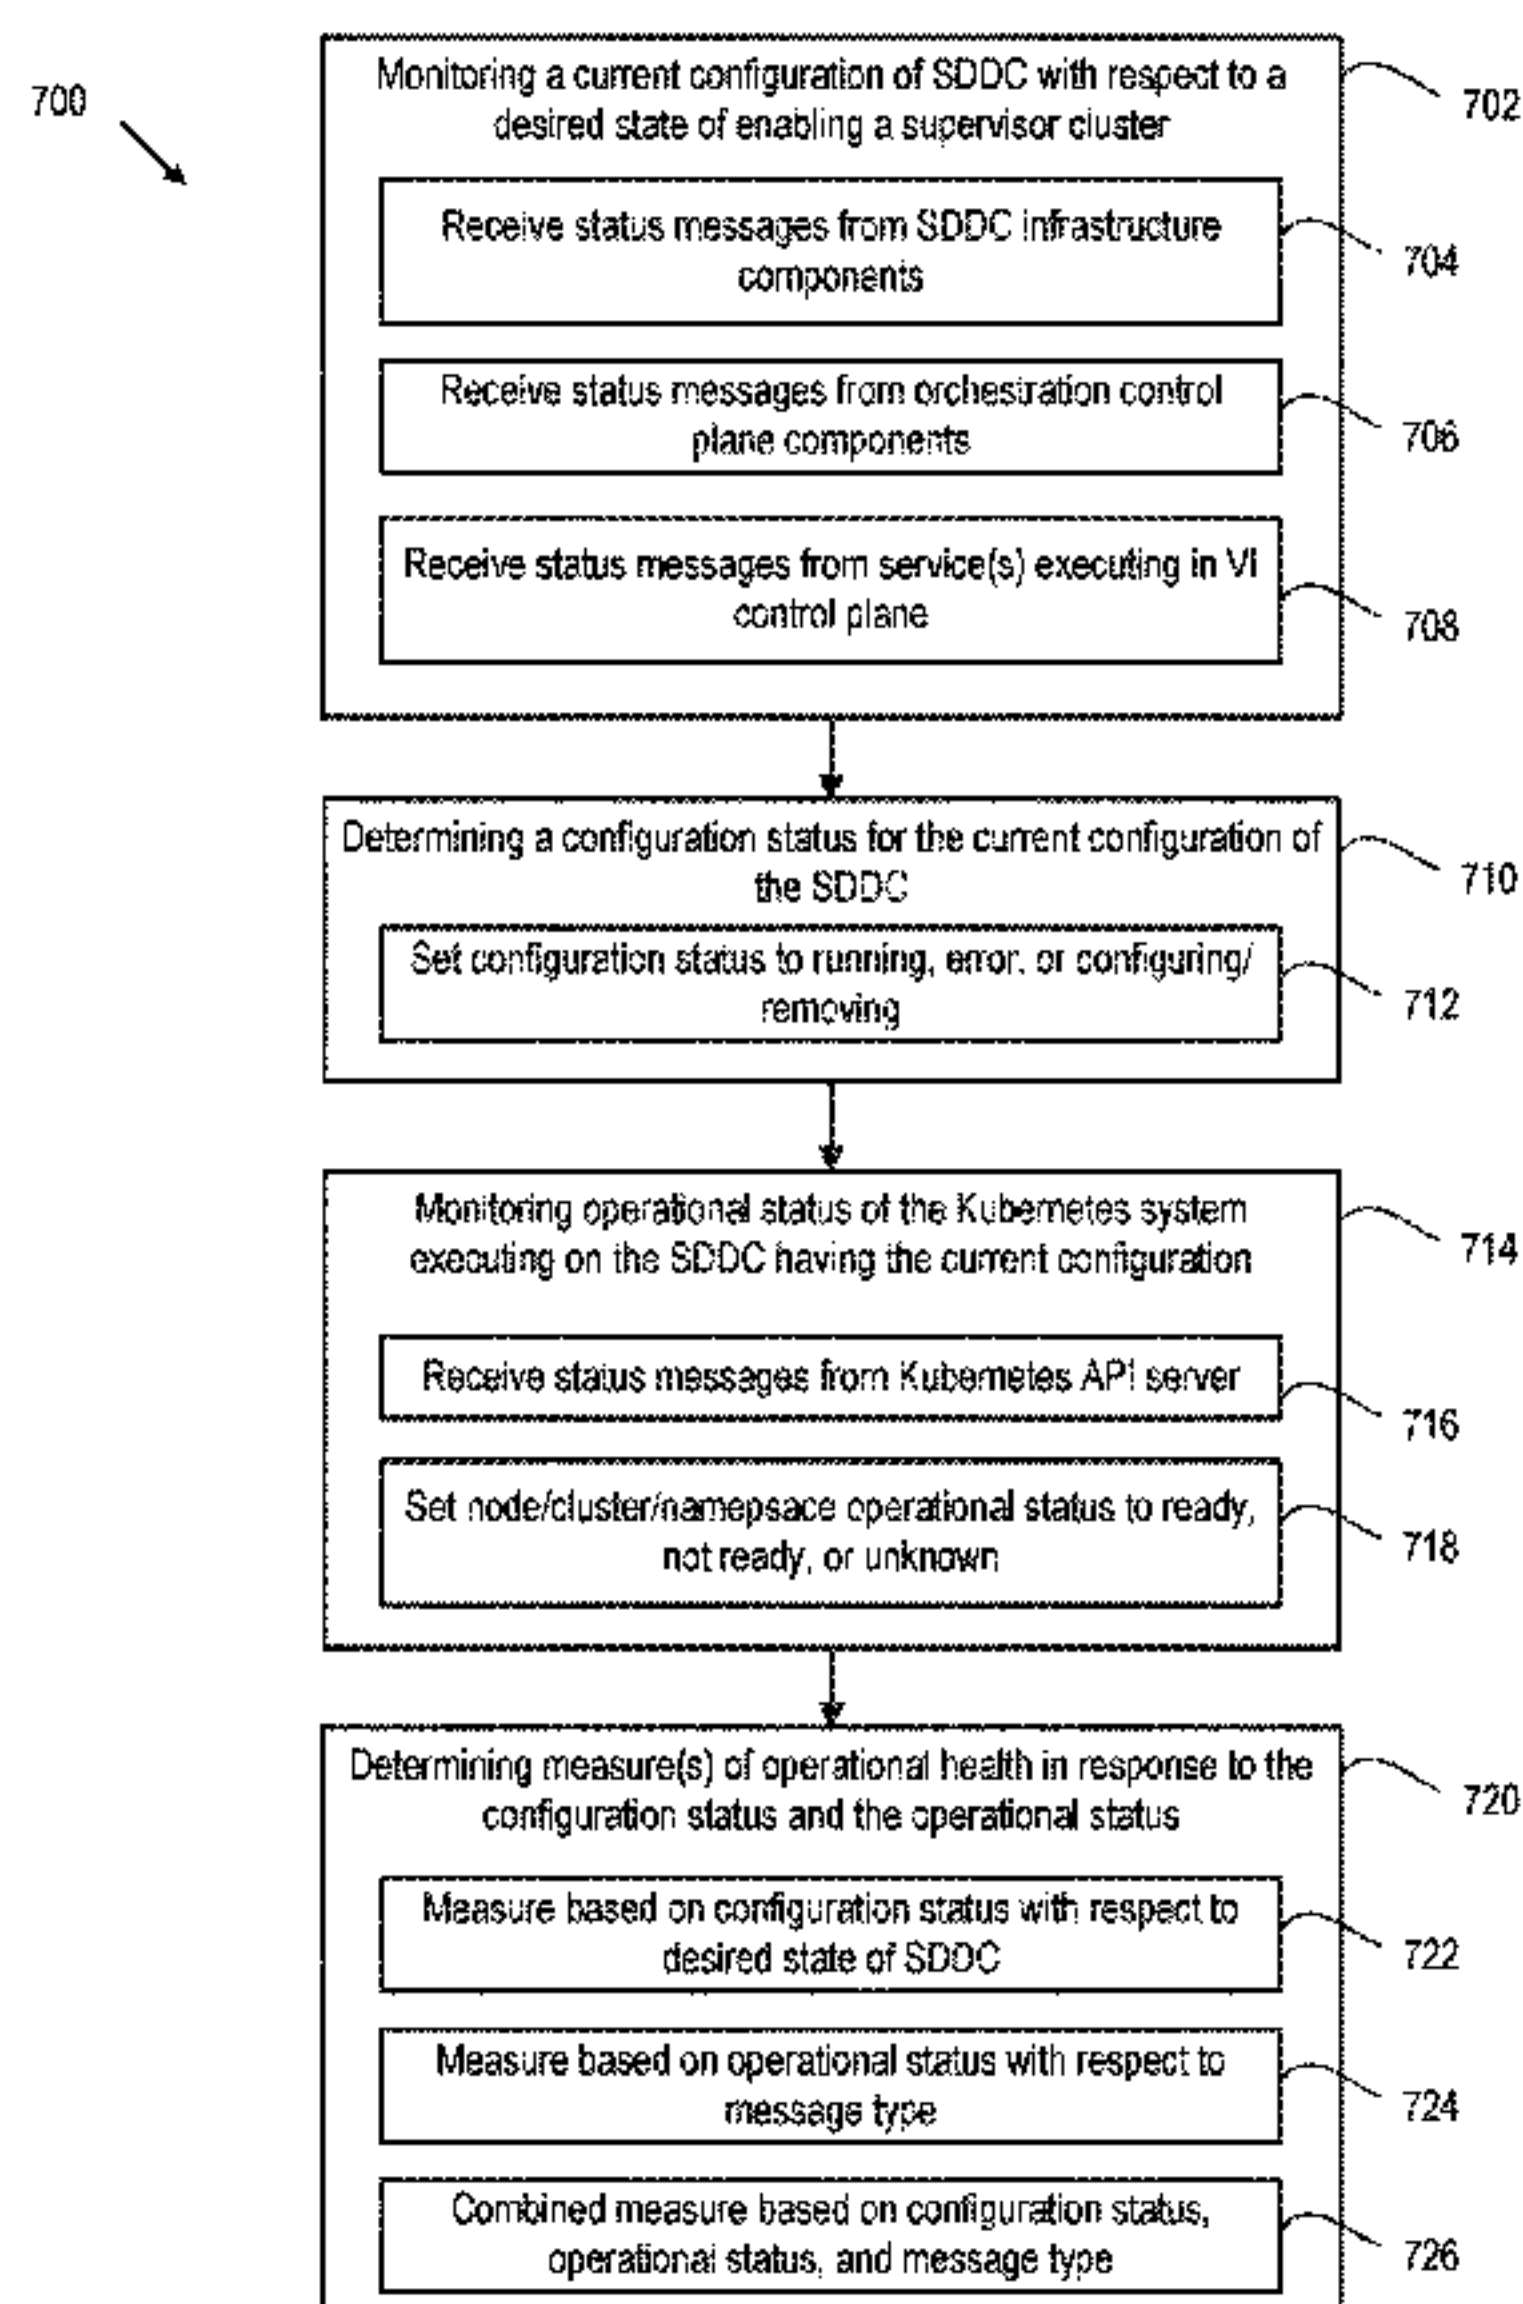 700
Monitoring a current configuration of SDDC with respect to a
desired state of enabling a supervisor cluster
702
Receive status messages from SDDC infrastructure
components
704
Receive status messages from orchestration control
plane components
706
Receive status messages from service(s) executing in VI
control plane
708
Determining a configuration status for the current configuration of
the SDDC
710
Set configuration status to running, error, or configuring/
removing
712
Monitoring operational status of the Kubernetes system
executing on the SDDC having the current configuration
714
Receive status messages from Kubernetes API server
716
Set node/cluster/namepsace operational status to ready,
not ready, or unknown
718
Determining measure(s) of operational health in response to the
configuration status and the operational status
720
Measure based on configuration status with respect to
desired state of SDDC
722
Measure based on operational status with respect to
message type
724
Combined measure based on configuration status,
operational status, and message type
726